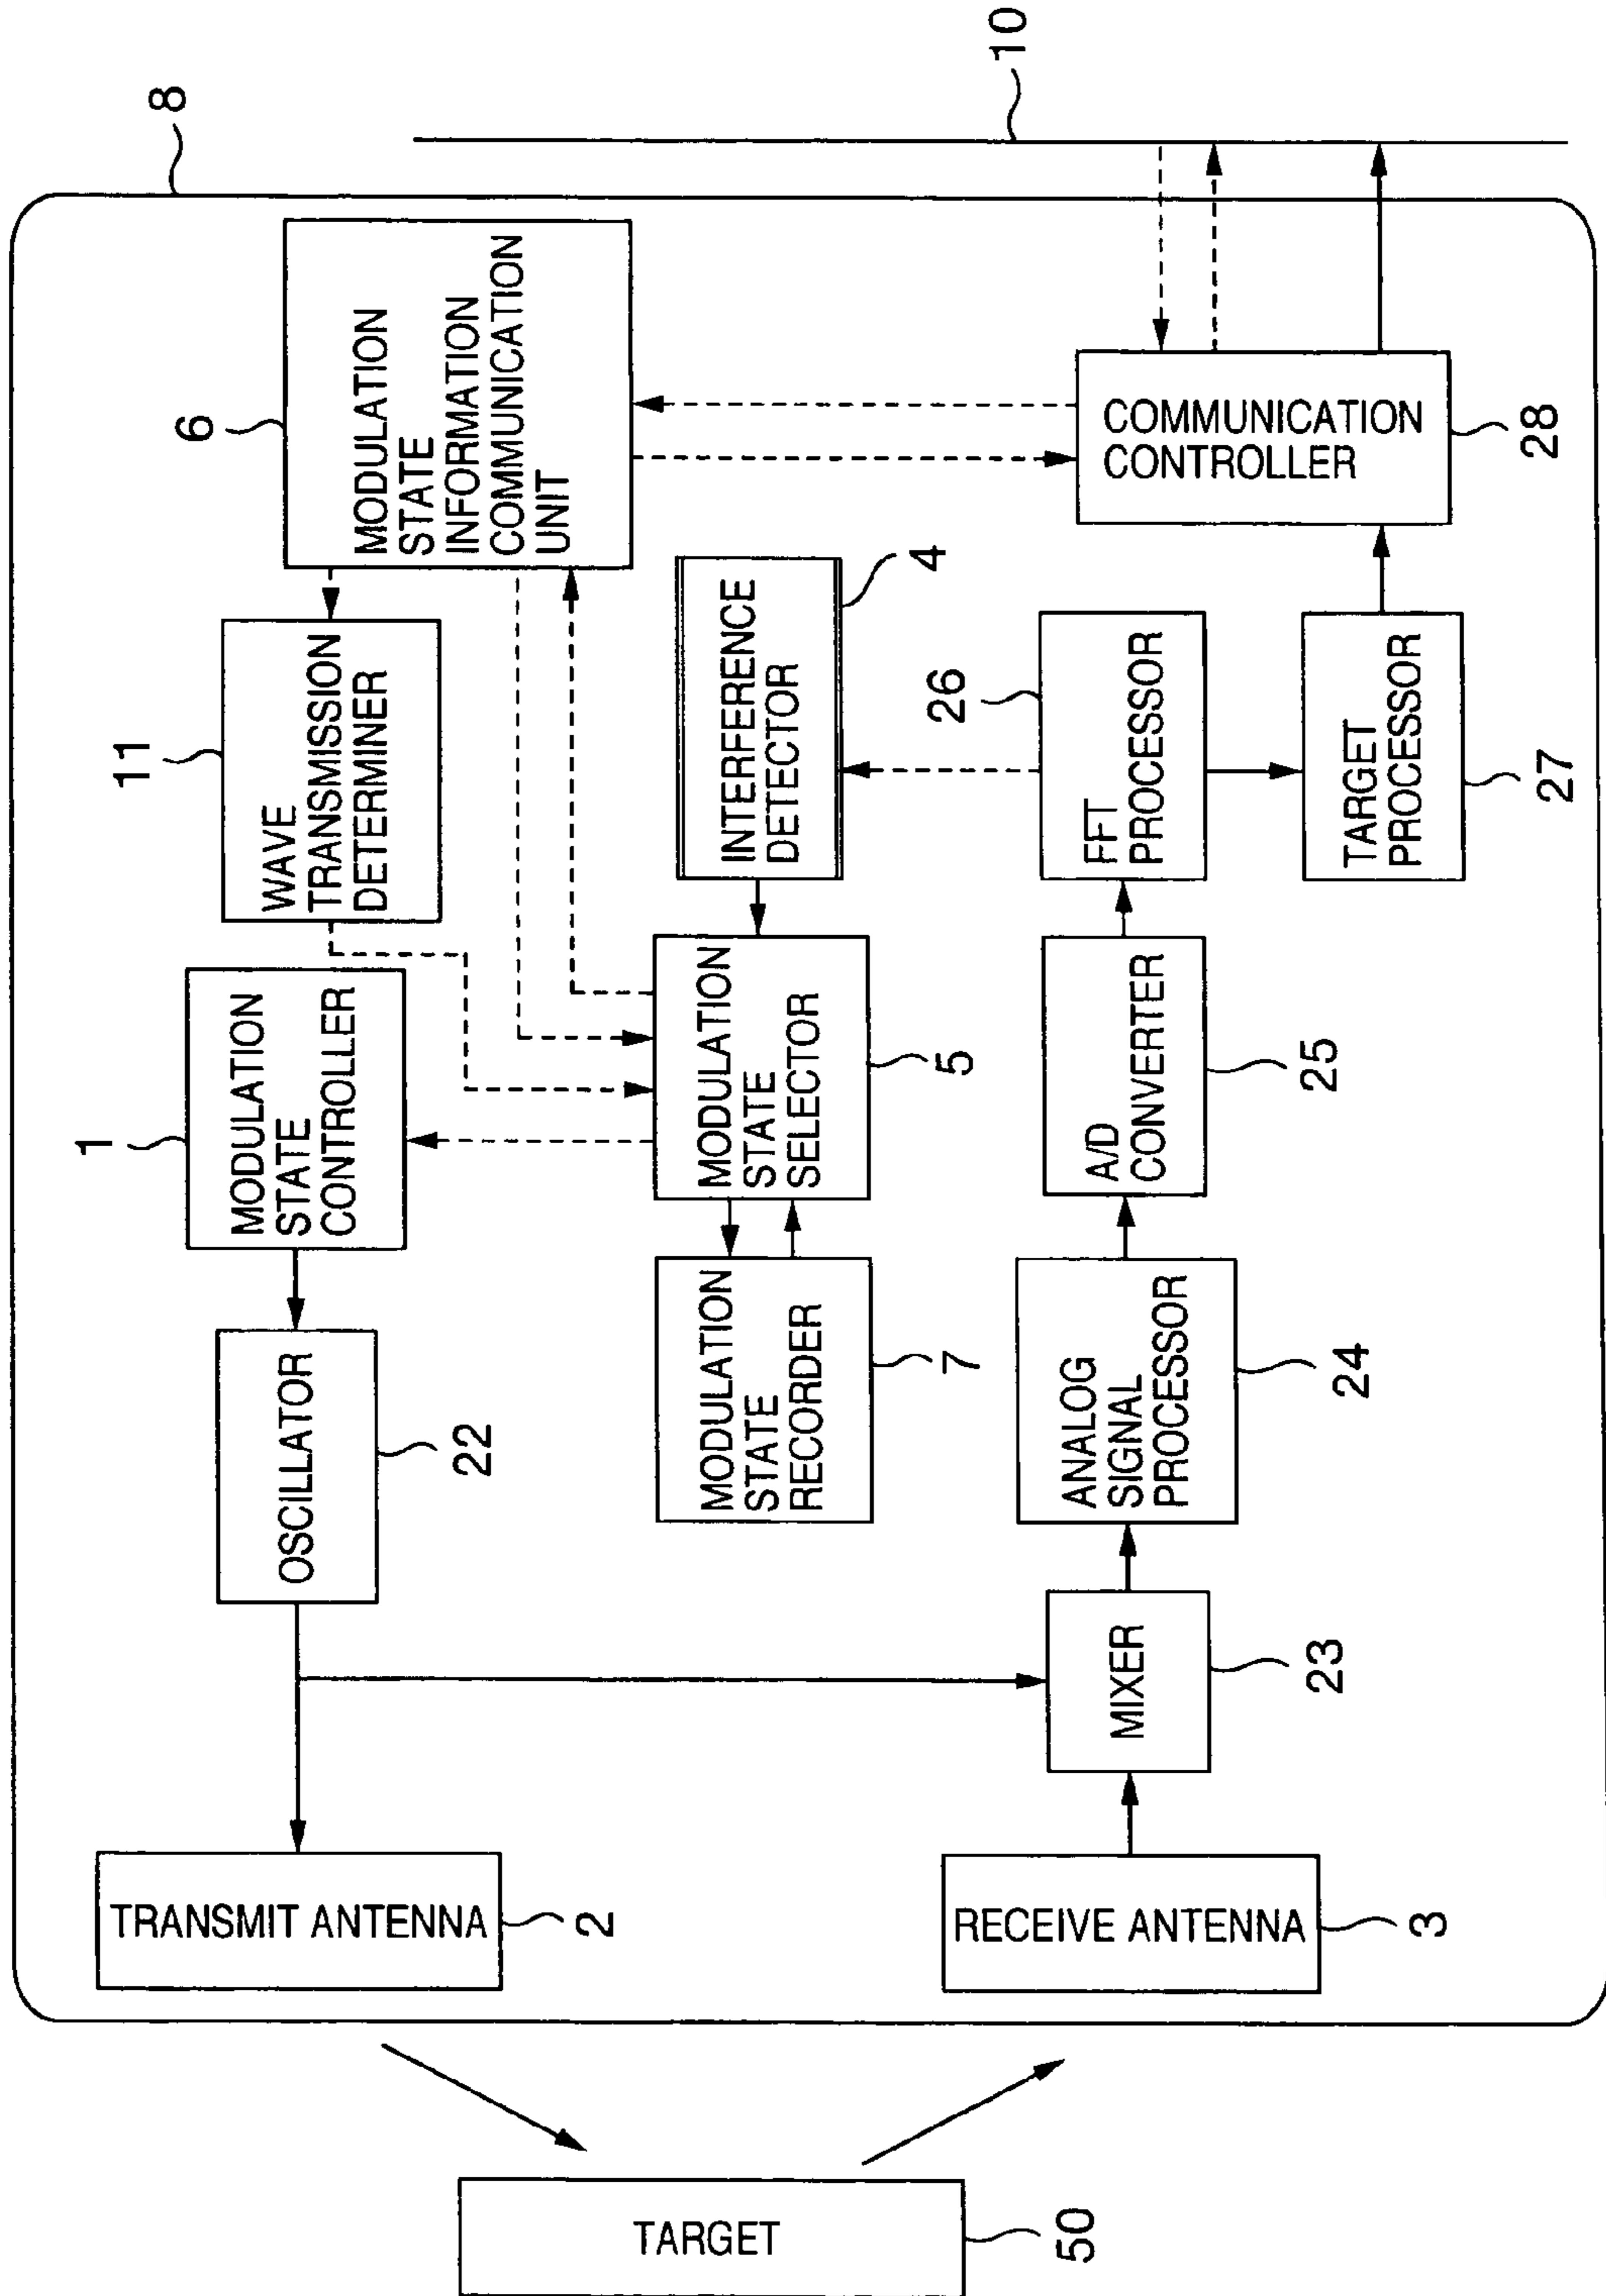 8
10
11
6
WAVE
TRANSMISSION
DETERMINER
MODULATION
STATE
INFORMATION
COMMUNICATION
UNIT
1
MODULATION
STATE
CONTROLLER
OSCILLATOR
22
TRANSMIT ANTENNA
2
TARGET
50
MODULATION
STATE
RECORDER
7
MODULATION
STATE
SELECTOR
5
INTERFERENCE
DETECTOR
4
RECEIVE ANTENNA
3
MIXER
23
ANALOG
SIGNAL
PROCESSOR
24
A/D
CONVERTER
25
26
FFT
PROCESSOR
TARGET
PROCESSOR
27
COMMUNICATION
CONTROLLER
28